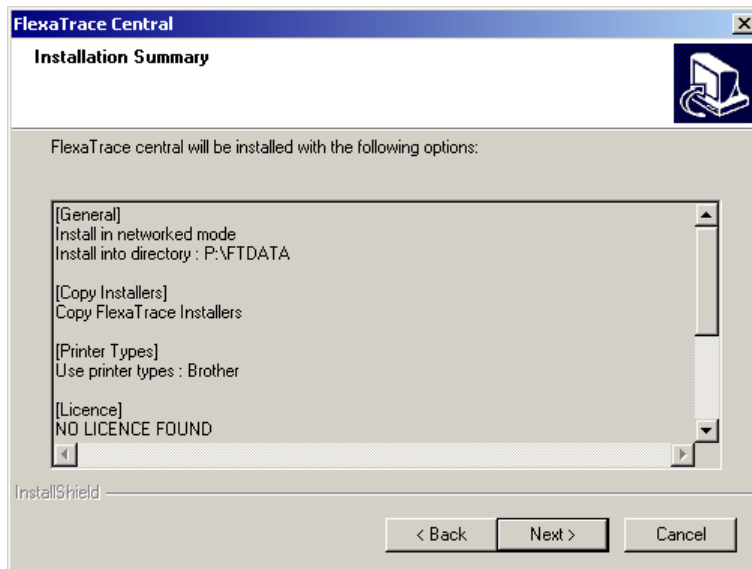 FlexaTrace Central
Installation Summary
FlexaTrace central will be installed with the following options:
[General]
Install in networked mode
Install into directory : P:\FTDATA
[Copy Installers]
Copy FlexaTrace Installers
[Printer Types]
Use printer types : Brother
[Licence]
NO LICENCE FOUND
InstallShield
< Back
Next >
Cancel